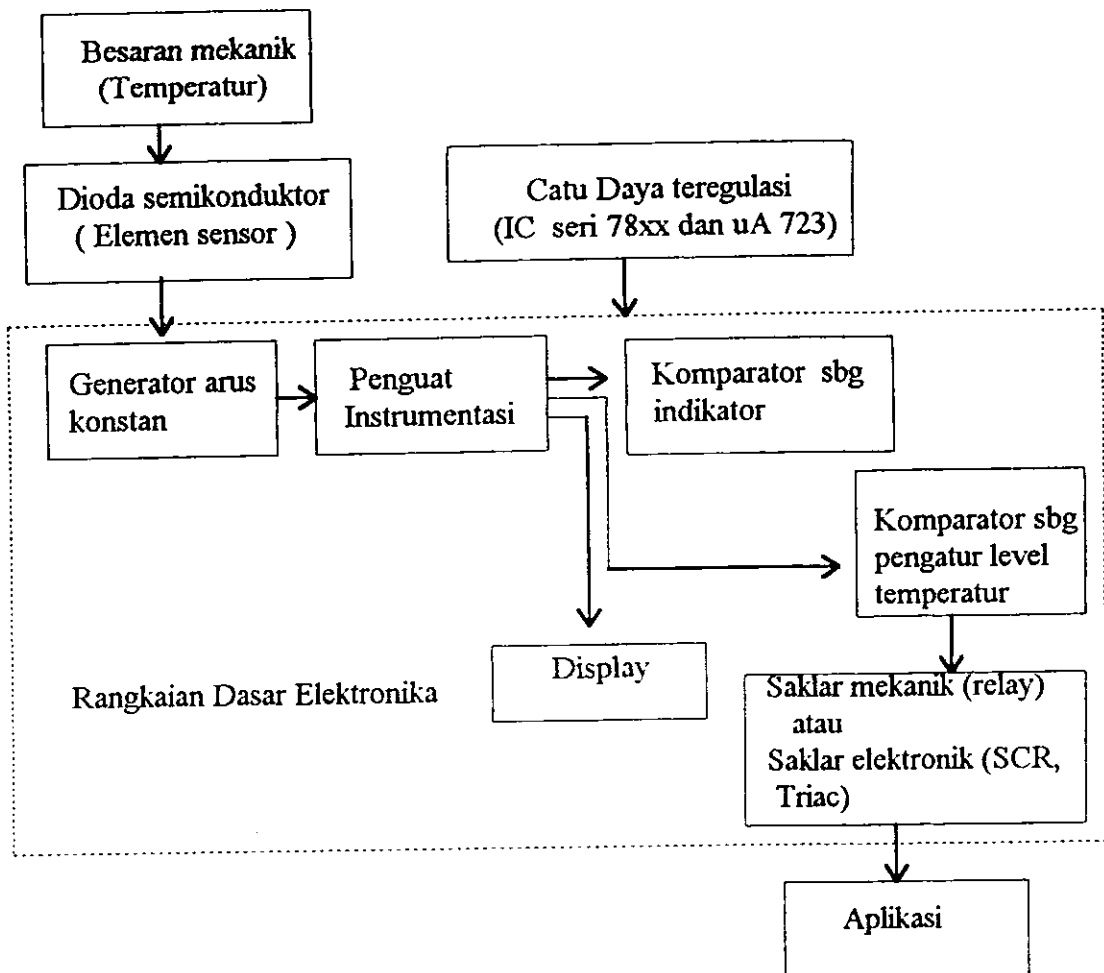 Besaran mekanik
(Temperatur)
Dioda semikonduktor
( Elemen sensor )
Catu Daya teregulasi
(IC seri 78xx dan uA 723)
Generator arus
konstan
Penguat
Instrumentasi
Komparator sbg
indikator
Komparator sbg
pengatur level
temperatur
Display
Rangkaian Dasar Elektronika
Saklar mekanik (relay)
atau
Saklar elektronik (SCR,
Triac)
Aplikasi